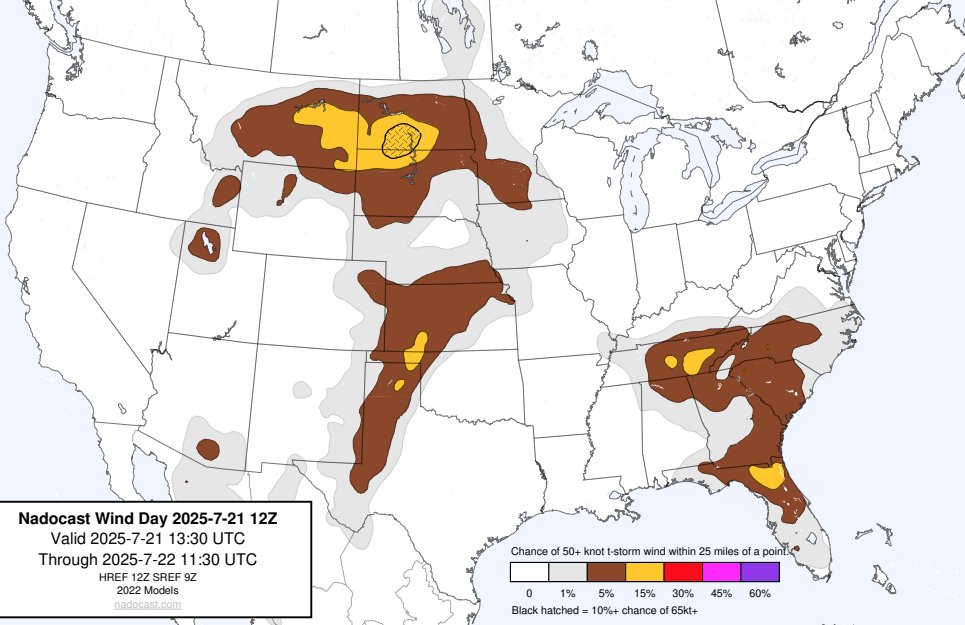 Nadocast Wind Day 2025-7-21 12Z
Valid 2025-7-21 13:30 UTC
Through 2025-7-22 11:30 UTC
HREF 12Z SREF 9Z
2022 Models
nadocast.com
Chance of 50+ knot t-storm wind within 25 miles of a point.
0 1% 5% 15% 30% 45% 60%
Black hatched = 10%+ chance of 65kt+